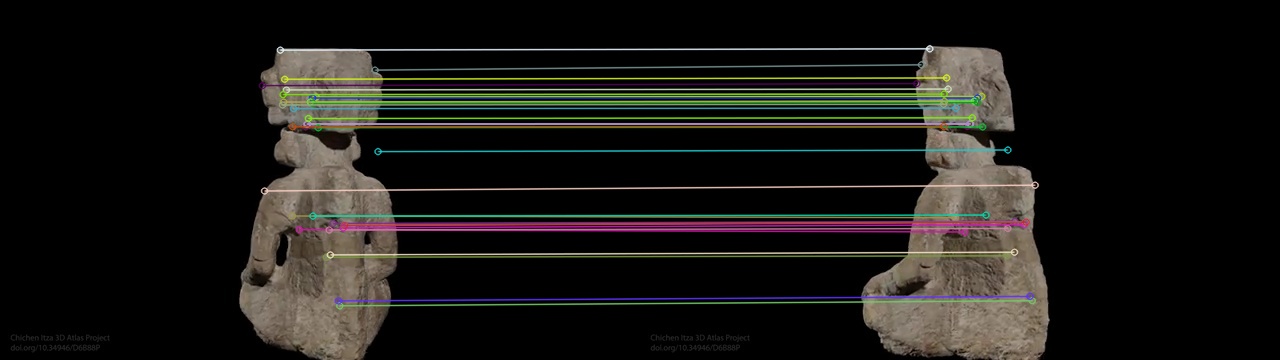 Chichen Itza 3D Atlas Project
doi.org/10.34946/D6B88P
Chichen Itza 3D Atlas Project
doi.org/10.34946/D6B88P